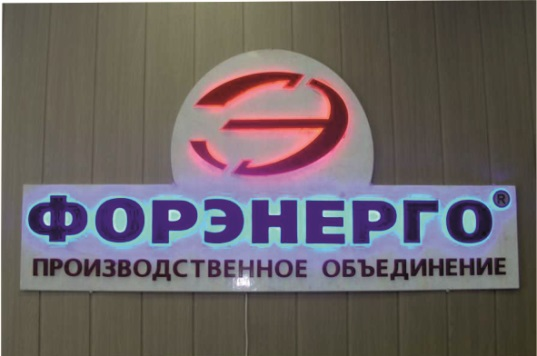 Э
ФОРЭНЕРГО®
ПРОИЗВОДСТВЕННОЕ ОБЪЕДИНЕНИЕ